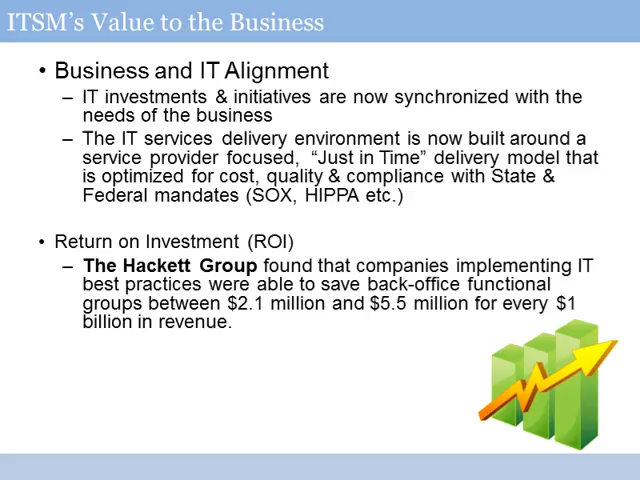 ITSM's Value to the Business
• Business and IT Alignment
– IT investments & initiatives are now synchronized with the
needs of the business
– The IT services delivery environment is now built around a
service provider focused, “Just in Time” delivery model that
is optimized for cost, quality & compliance with State &
Federal mandates (SOX, HIPPA etc.)
• Return on Investment (ROI)
– The Hackett Group found that companies implementing IT
best practices were able to save back-office functional
groups between $2.1 million and $5.5 million for every $1
billion in revenue.